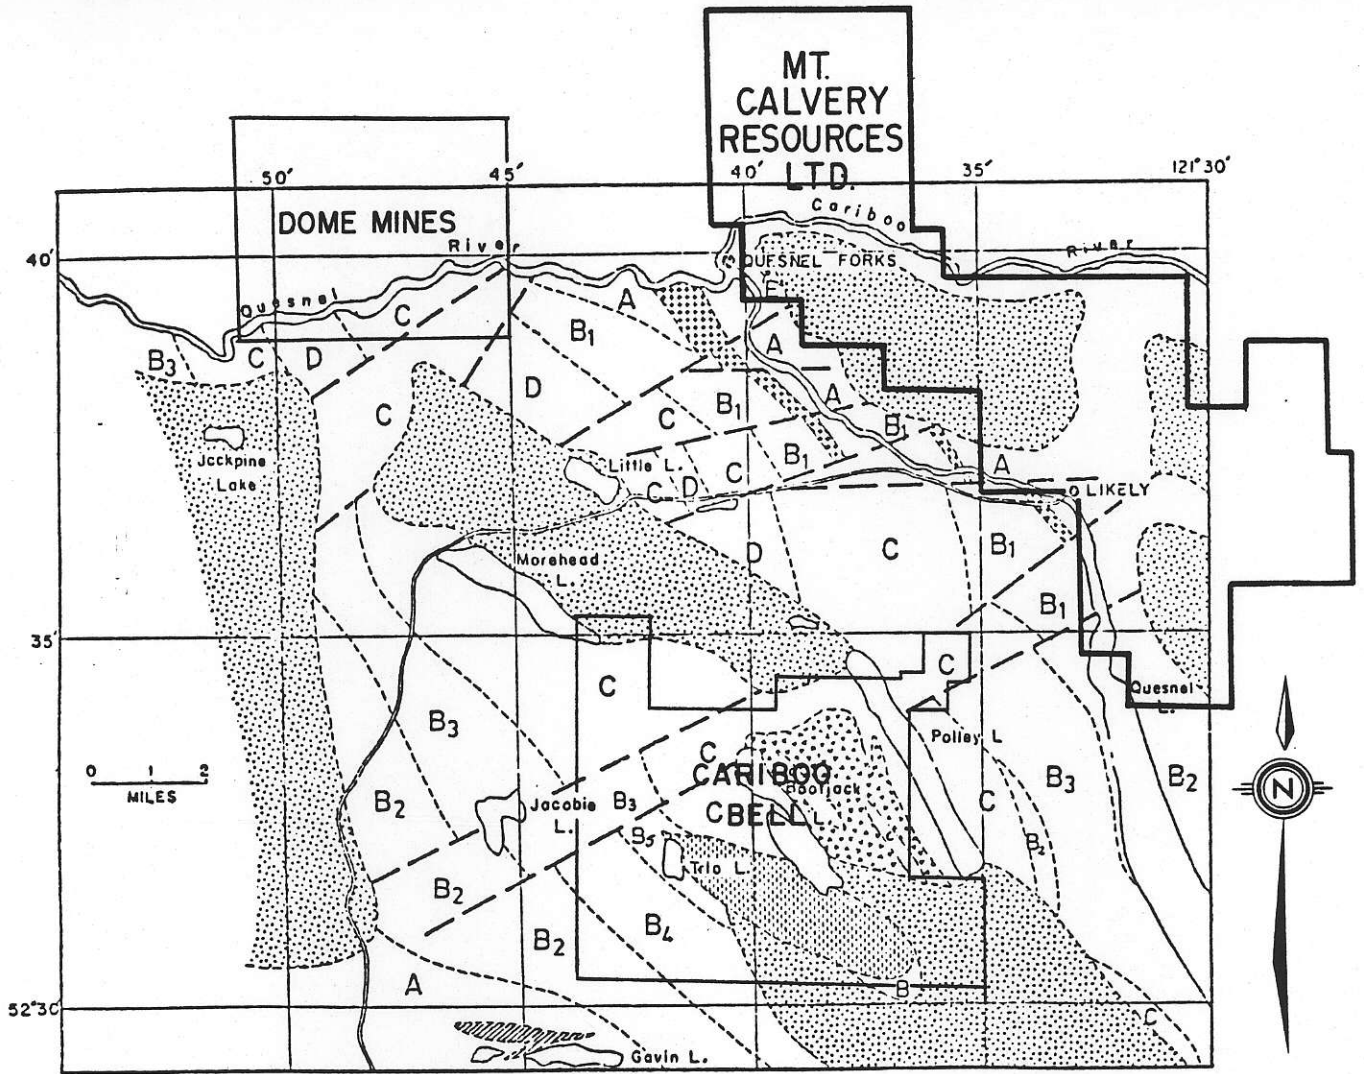 MT.
CALVERY
RESOURCES
LTD.
50'
45'
40'
35'
121°30'
DOME MINES
Cariboo
River
River
40'
QUESNEL FORKS
Quesnel
C
A
F
B1
B3
C
D
A
D
C
C
B1
A
B1
Jackpine
Lake
Little L.
C
D
C
B1
A
LIKELY
Morehead
L.
D
C
B1
B1
35'
C
C
Quesnel
L.
B3
Polley L
C
CARIBOO
Bootjack
B3
B2
0 1 2
MILES
B2
Jacobie
L.
B3
C
BELL
L
C
N
B5
Trio L.
C
B2
B2
B2
B4
A
B
52°30'
C
Gavin L.